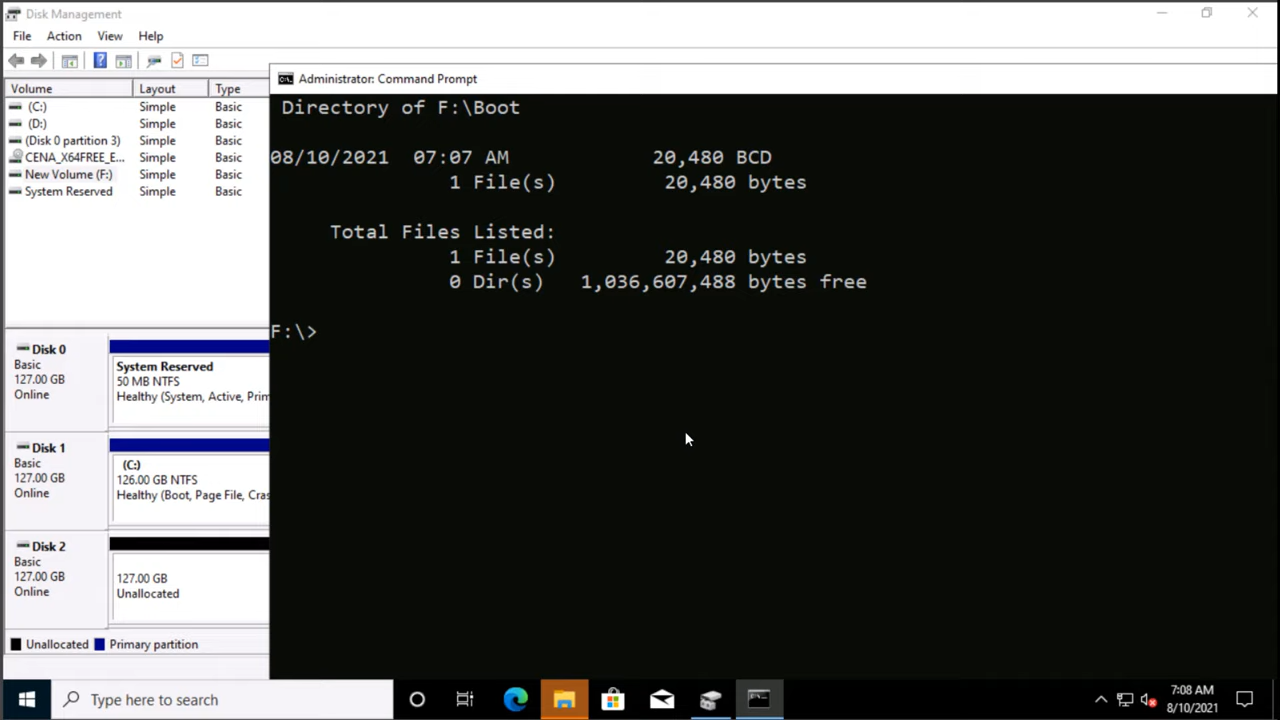 Disk Management
File Action View Help
Volume Layout Type
(C:) Simple Basic
(D:) Simple Basic
(Disk 0 partition 3) Simple Basic
CENA_X64FREE_E... Simple Basic
New Volume (F:) Simple Basic
System Reserved Simple Basic
Administrator: Command Prompt
Directory of F:\Boot
08/10/2021 07:07 AM 20,480 BCD
1 File(s) 20,480 bytes
Total Files Listed:
1 File(s) 20,480 bytes
0 Dir(s) 1,036,607,488 bytes free
F:\>
Disk 0
Basic
127.00 GB
Online
System Reserved
50 MB NTFS
Healthy (System, Active, Prim
Disk 1
Basic
127.00 GB
Online
(C:)
126.00 GB NTFS
Healthy (Boot, Page File, Cras
Disk 2
Basic
127.00 GB
Online
127.00 GB
Unallocated
Unallocated Primary partition
Type here to search
7:08 AM
8/10/2021